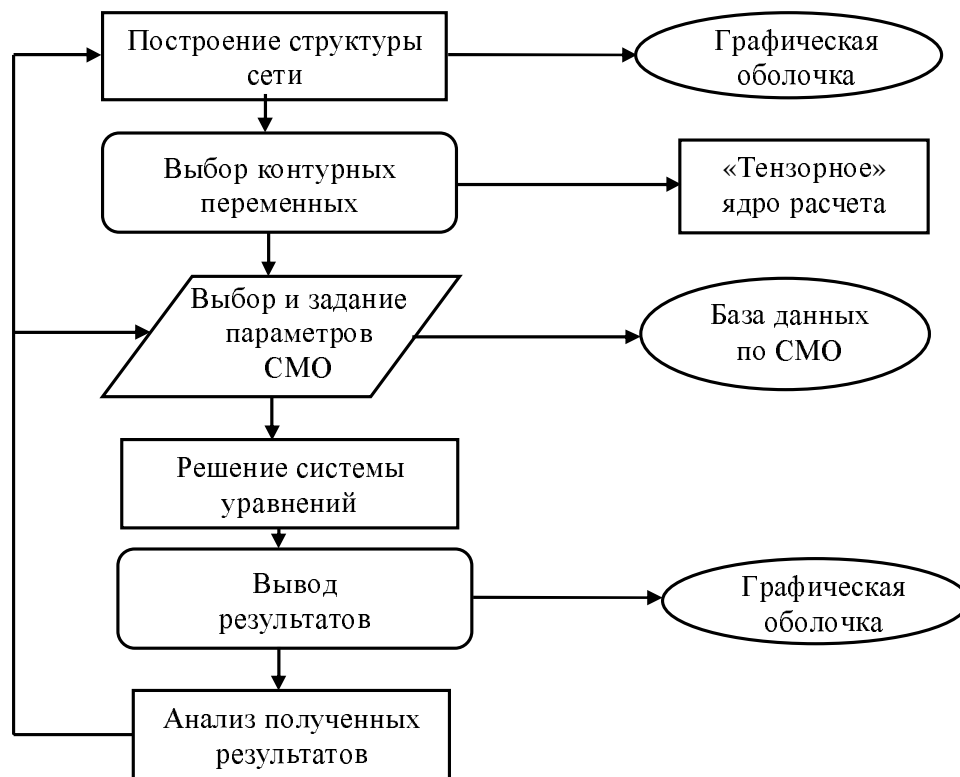 Построение структуры
сети
Графическая
оболочка
Выбор контурных
переменных
«Тензорное»
ядро расчета
Выбор и задание
параметров
СМО
База данных
по СМО
Решение системы
уравнений
Вывод
результатов
Графическая
оболочка
Анализ полученных
результатов